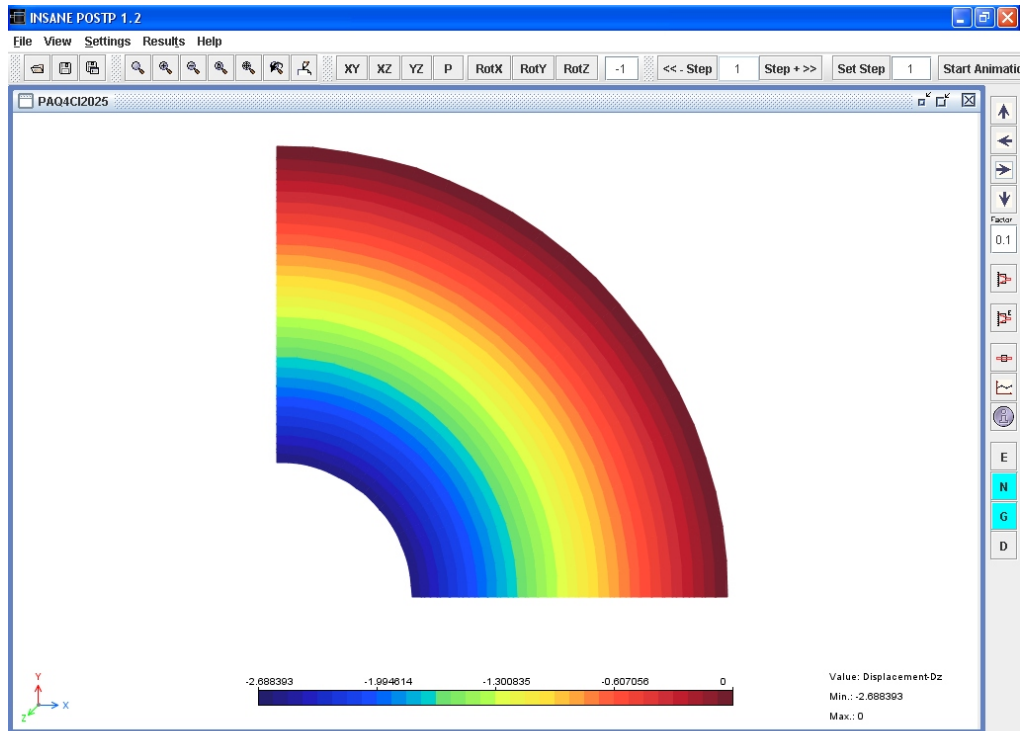 INSANE POSTP 1.2
File View Settings Results Help
XY XZ YZ P RotX RotY RotZ -1 << - Step 1 Step + >> Set Step 1 Start Animatic
PAQ4CI2025
Factor
0.1
E
E
N
G
D
Y
X
Z
-2.688393 -1.994614 -1.300835 -0.607056 0
Value: Displacement-Dz
Min.: -2.688393
Max.: 0